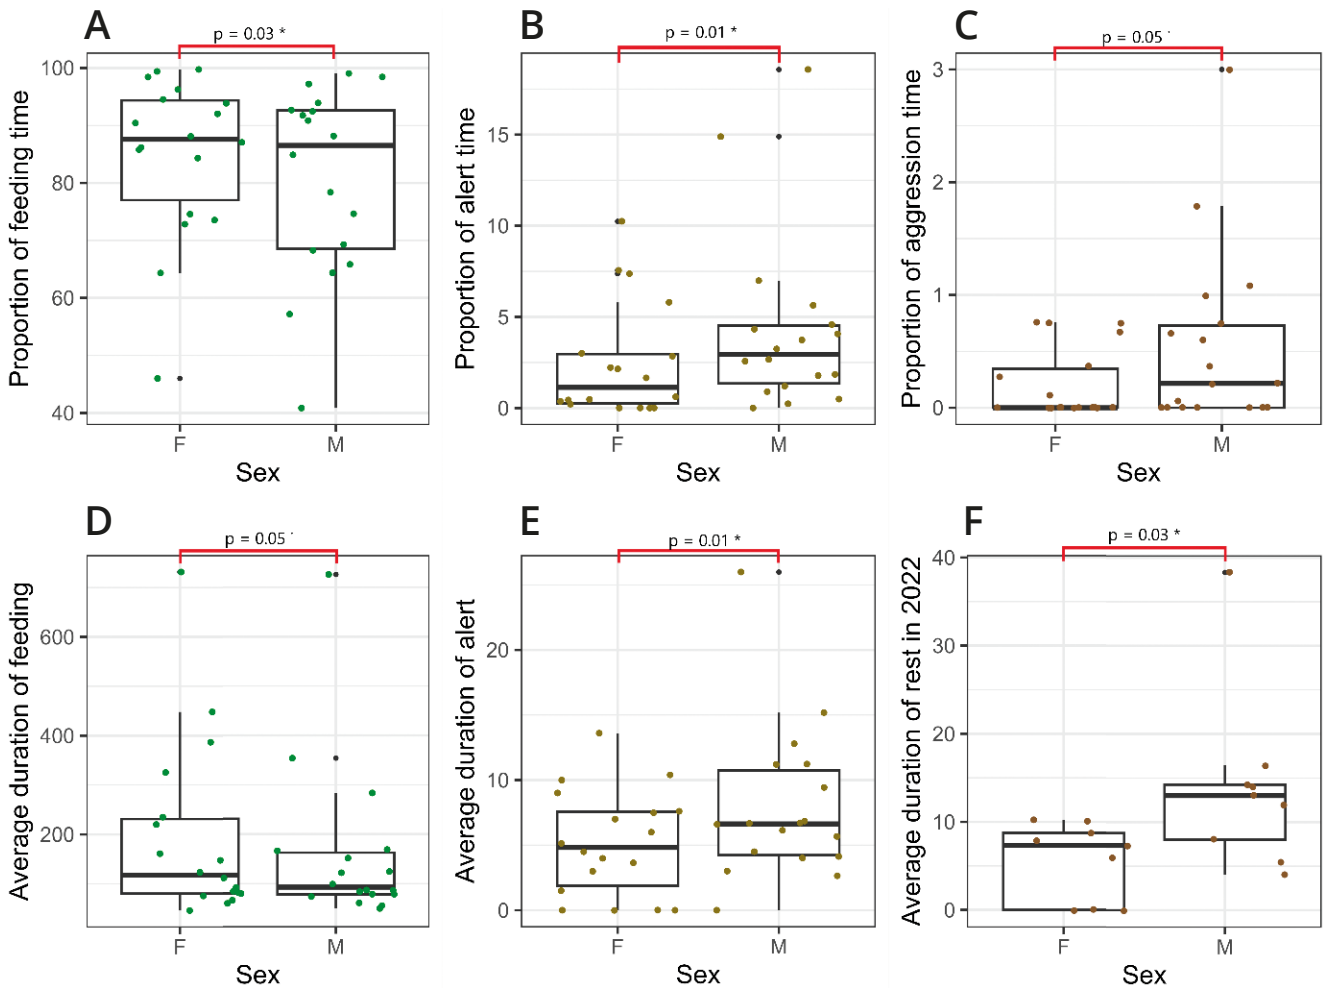 A
p = 0.03 *
Proportion of feeding time
100
80
60
40
F
M
Sex
B
p = 0.01 *
Proportion of alert time
15
10
5
0
F
M
Sex
C
p = 0.05 ·
Proportion of aggression time
3
2
1
0
F
M
Sex
D
p = 0.05 ·
Average duration of feeding
600
400
200
F
M
Sex
E
p = 0.01 *
Average duration of alert
20
10
0
F
M
Sex
F
p = 0.03 *
Average duration of rest in 2022
40
30
20
10
0
F
M
Sex